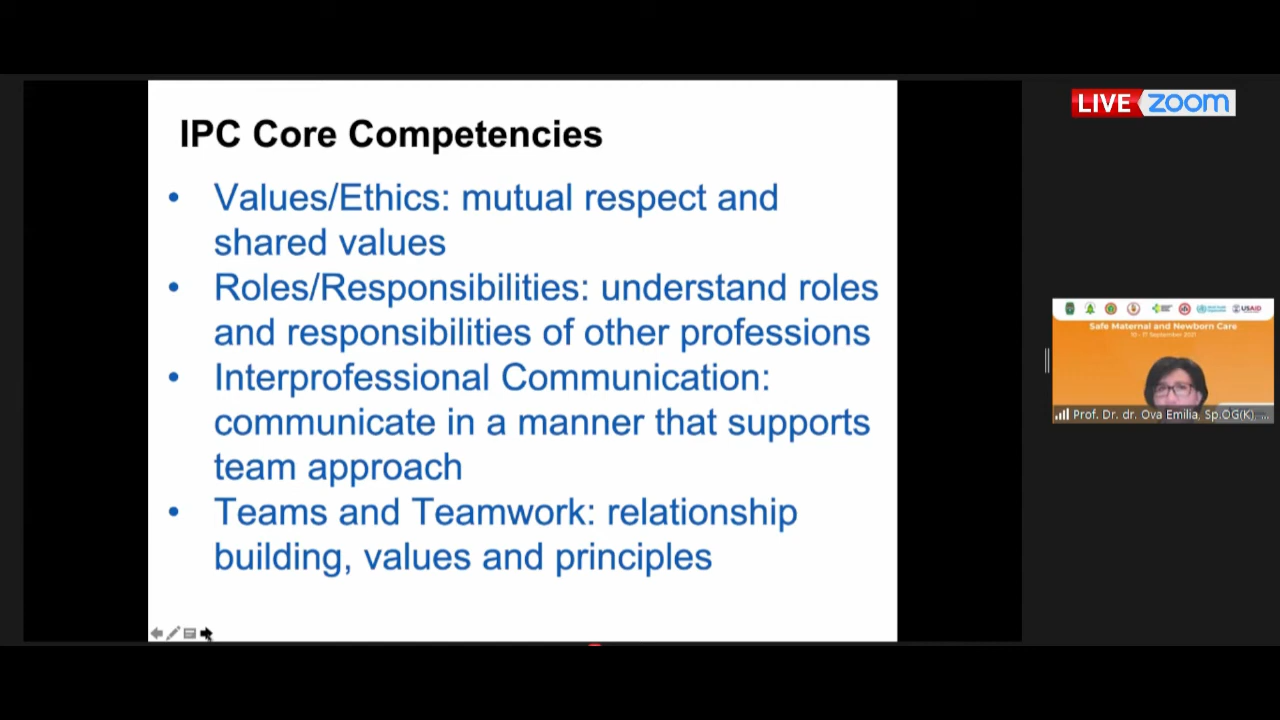 LIVE zoom
IPC Core Competencies
• Values/Ethics: mutual respect and
shared values
• Roles/Responsibilities: understand roles
and responsibilities of other professions
• Interprofessional Communication:
communicate in a manner that supports
team approach
• Teams and Teamwork: relationship
building, values and principles
USAID
Safe Maternal and Newborn Care
Prof. Dr. dr. Ova Emilia, Sp.OG(K), ...